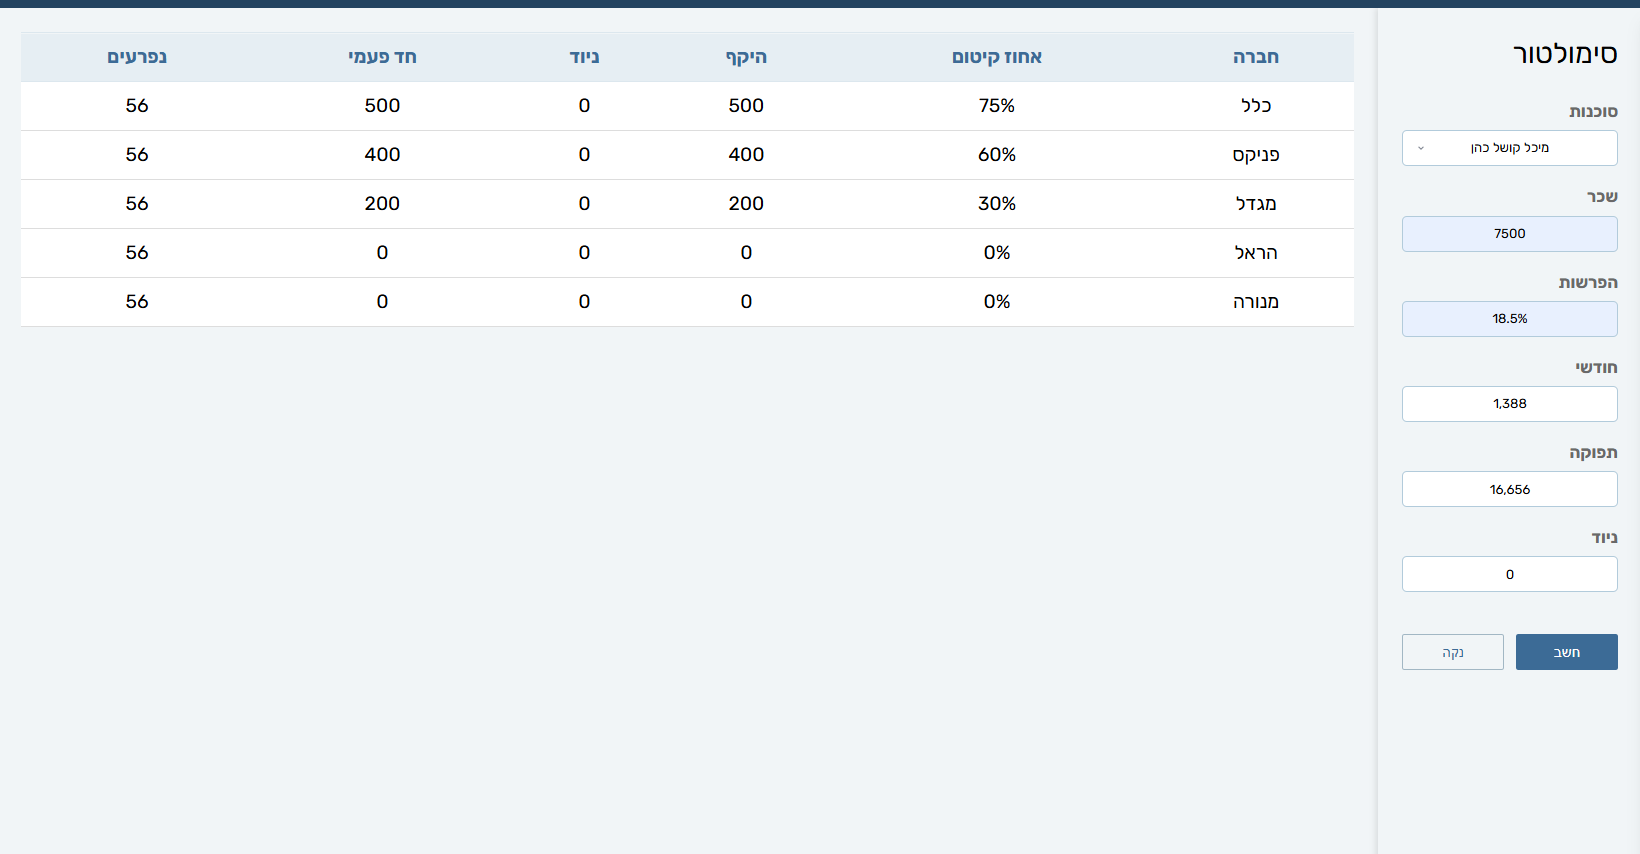 סימולטור
סוכנות
מיכל קושל כהן
שכר
7500
הפרשות
18.5%
חודשי
1,388
תפוקה
16,656
ניוד
0
חשב נקה
חברה אחוז קיטום היקף ניוד חד פעמי נפרעים
כלל 75% 500 0 500 56
פניקס 60% 400 0 400 56
מגדל 30% 200 0 200 56
הראל 0% 0 0 0 56
מנורה 0% 0 0 0 56